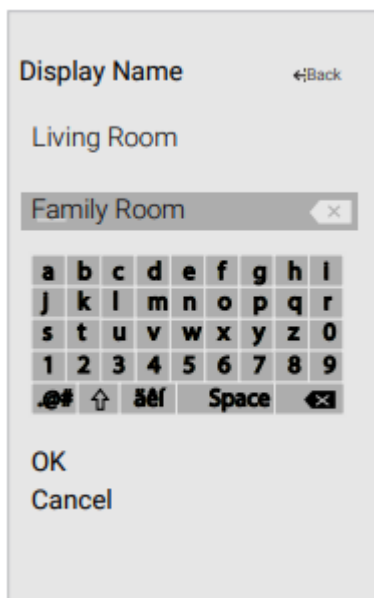 Display Name Back
Living Room
Family Room
a b c d e f g h i
j k l m n o p q r
s t u v w x y z 0
1 2 3 4 5 6 7 8 9
.@# äêí Space
OK
Cancel